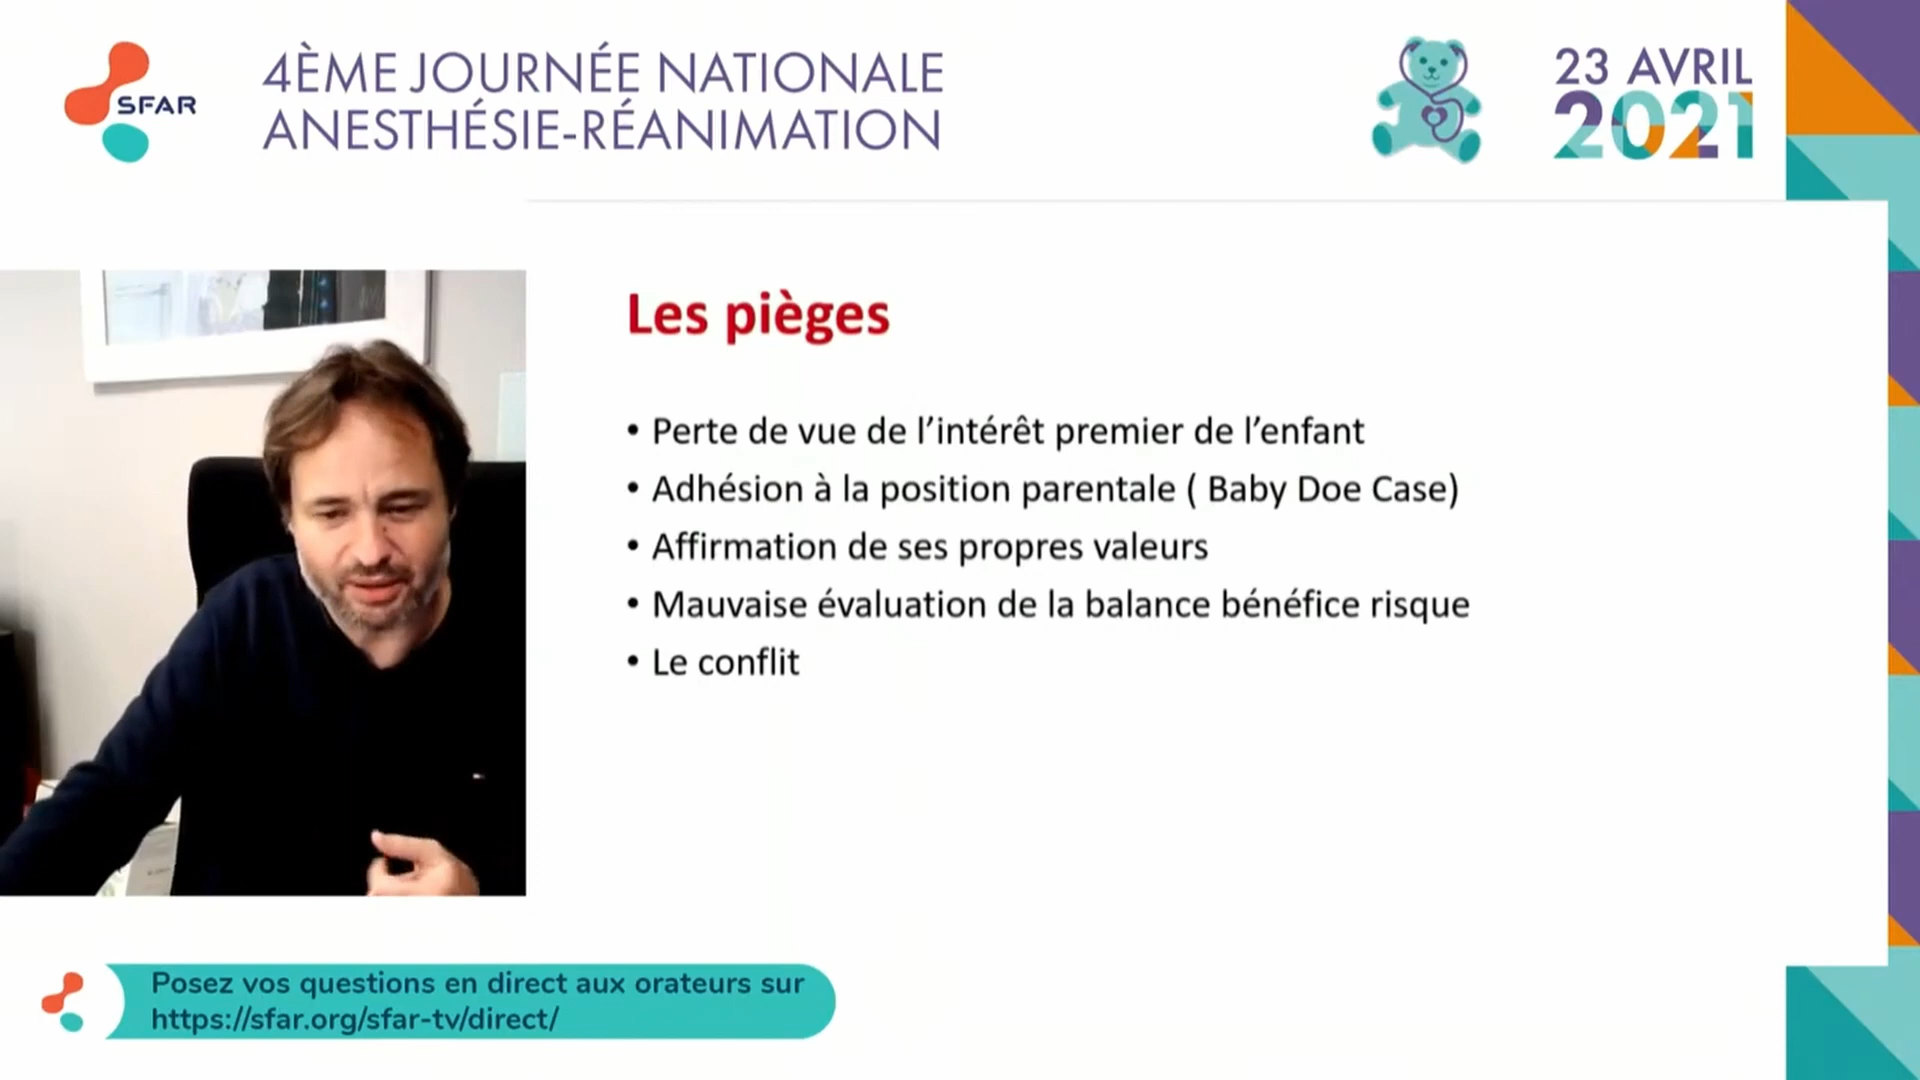 SFAR
4ÈME JOURNÉE NATIONALE
ANESTHÉSIE-RÉANIMATION
23 AVRIL
2021
Les pièges
• Perte de vue de l’intérêt premier de l’enfant
• Adhésion à la position parentale ( Baby Doe Case)
• Affirmation de ses propres valeurs
• Mauvaise évaluation de la balance bénéfice risque
• Le conflit
Posez vos questions en direct aux orateurs sur
https://sfar.org/sfar-tv/direct/